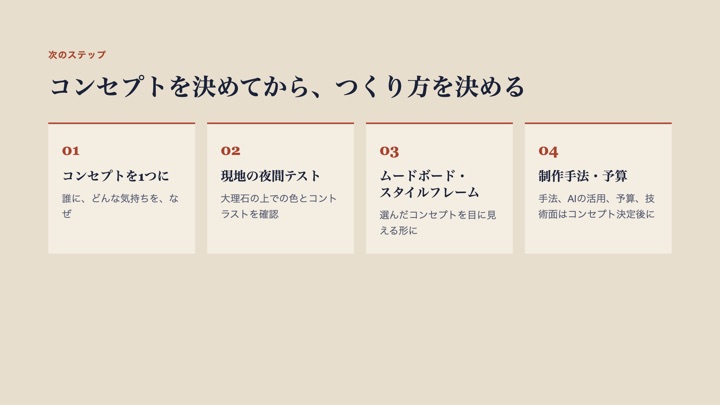 次のステップ
コンセプトを決めてから、つくり方を決める
01
コンセプトを1つに
誰に、どんな気持ちを、な
ぜ
02
現地の夜間テスト
大理石の上での色とコント
ラストを確認
03
ムードボード・
スタイルフレーム
選んだコンセプトを目に見
える形に
04
制作手法・予算
手法、AIの活用、予算、技
術面はコンセプト決定後に